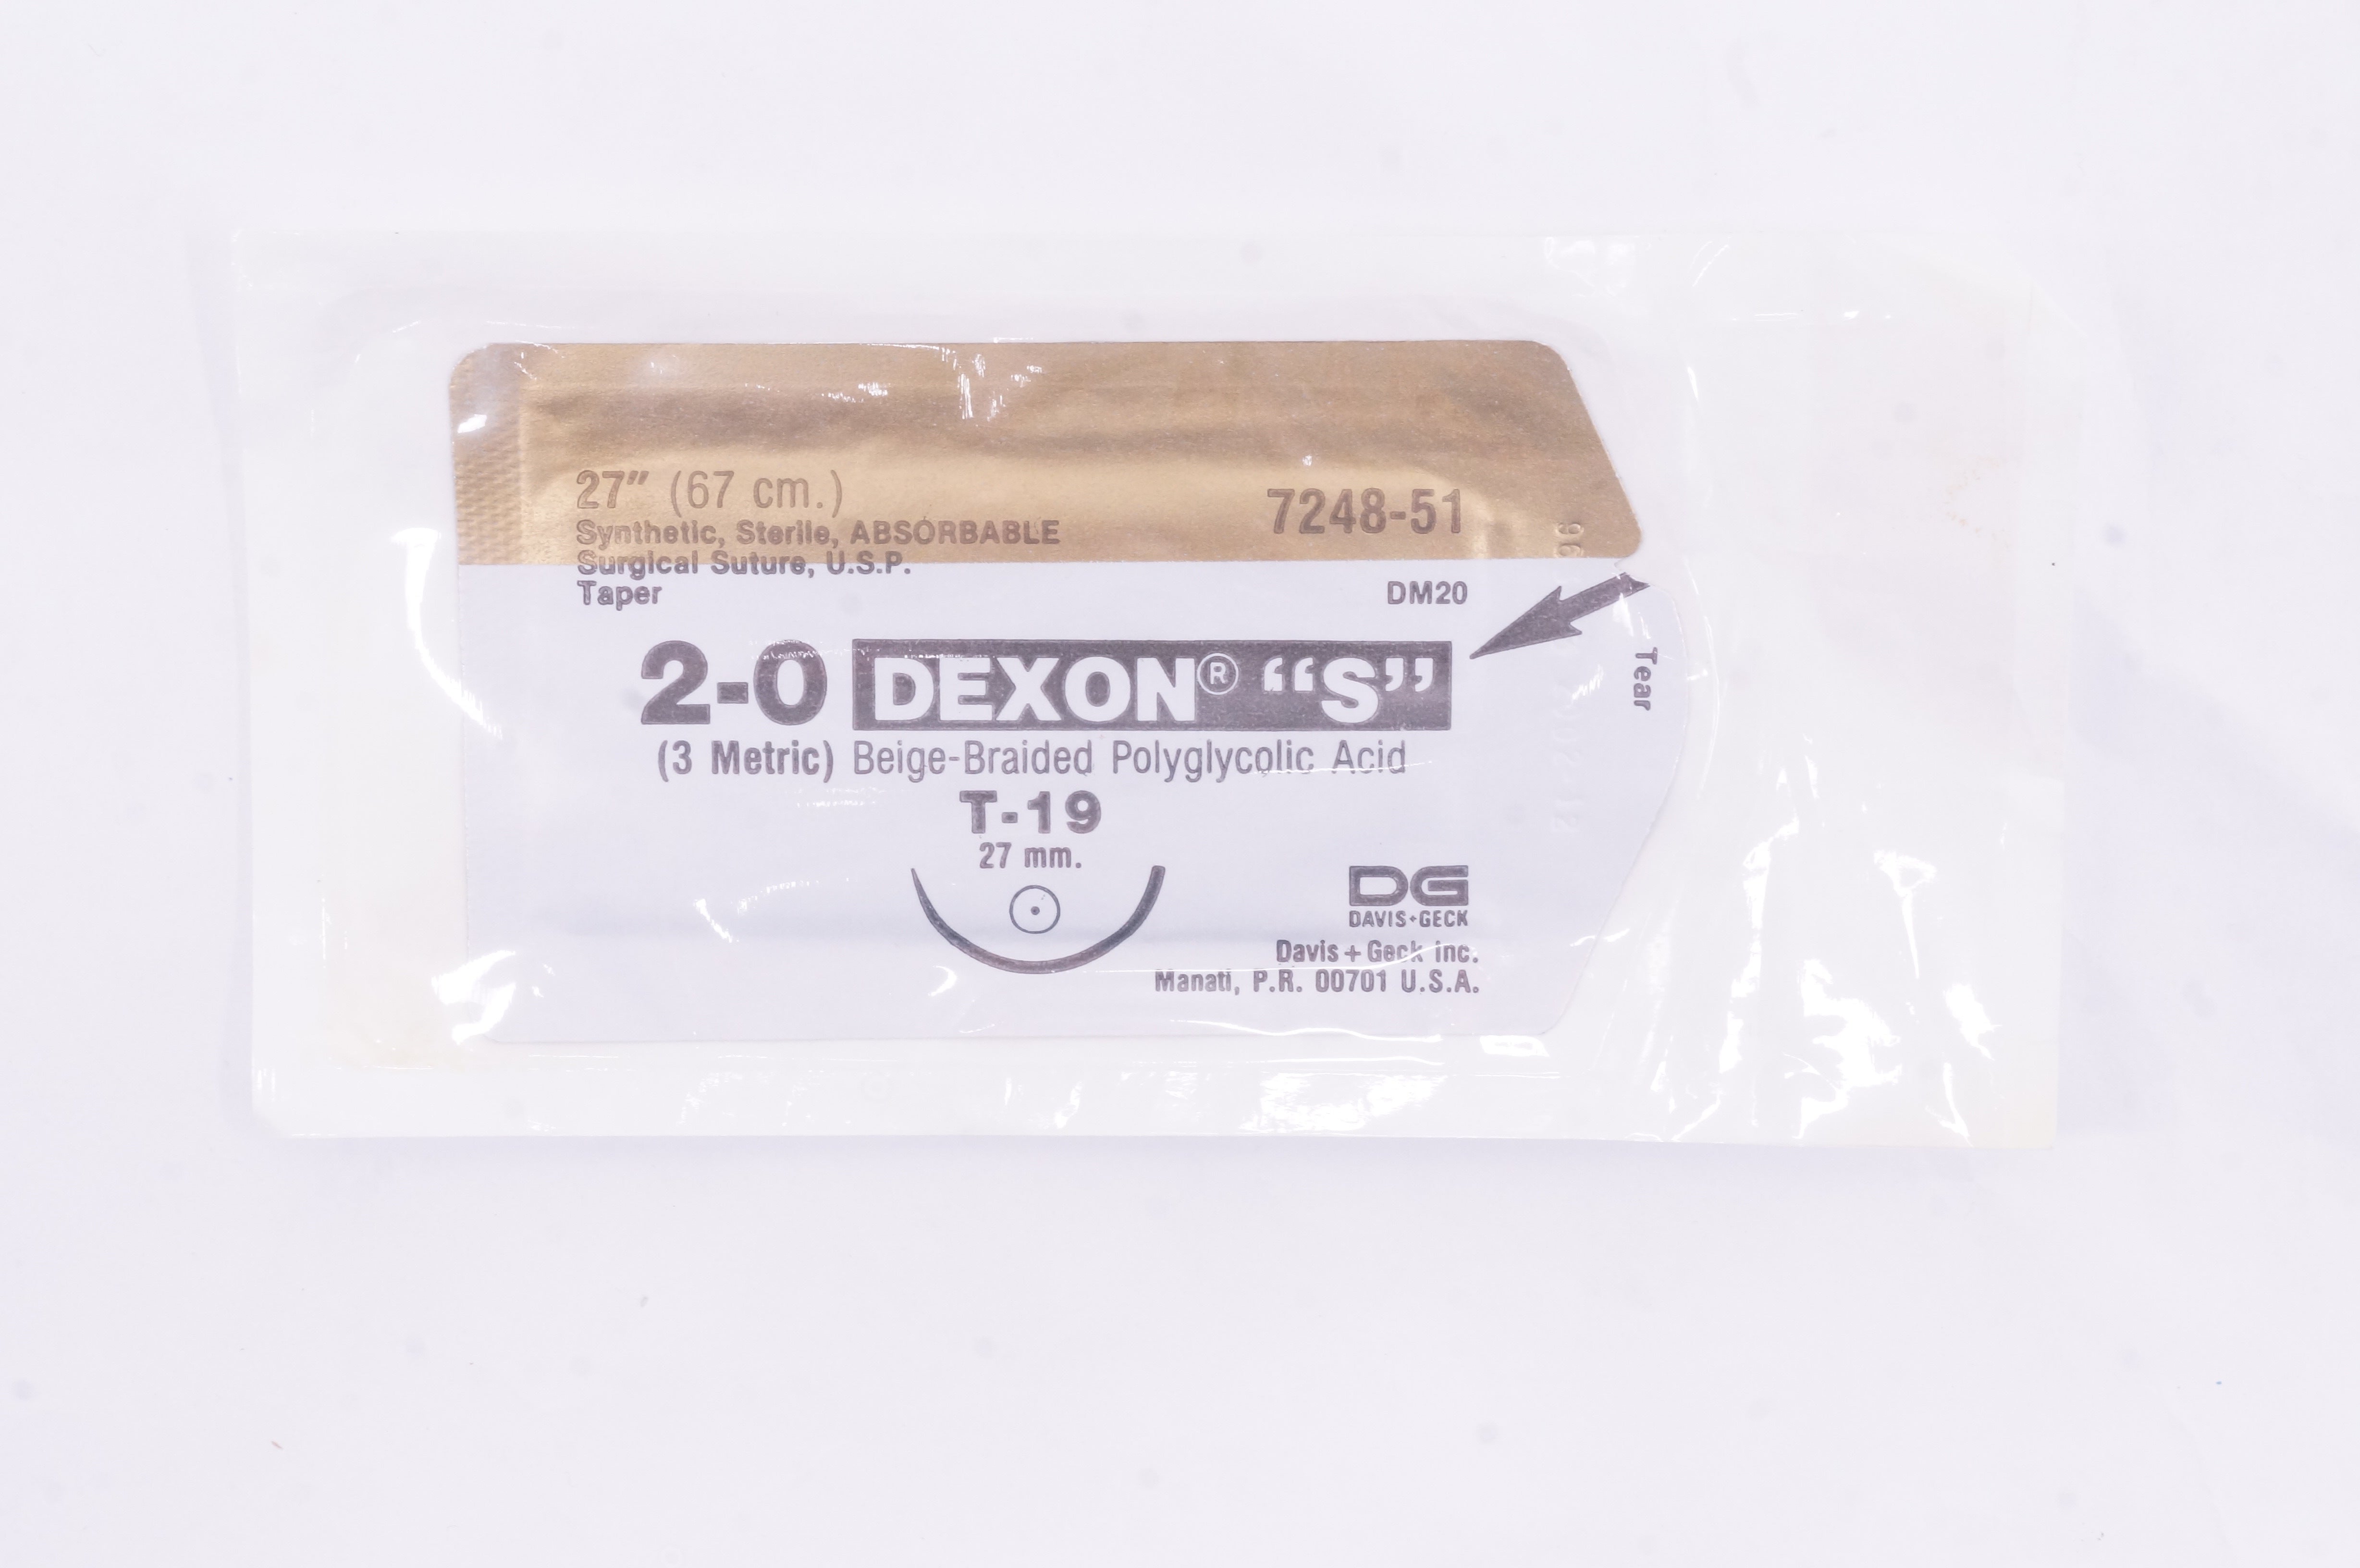 27" (67 cm.)
7248-51
Synthetic, Sterile, ABSORBABLE
Surgical Suture, U.S.P.
Taper
DM20
2-0 DEXON® “S”
(3 Metric) Beige-Braided Polyglycolic Acid
Tear
T-19
27 mm.
DG
DAVIS+GECK
Davis + Geck inc.
Manati, P.R. 00701 U.S.A.